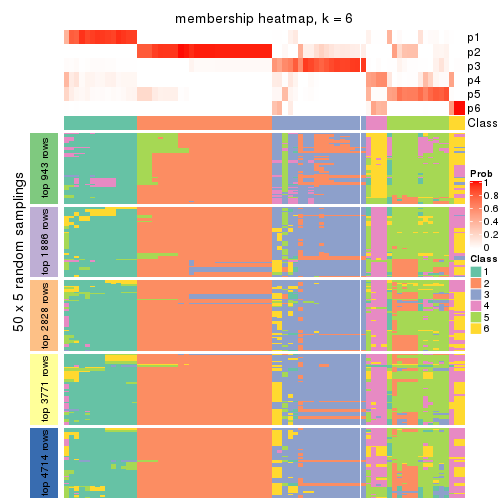 membership heatmap, k = 6
p1
p2
p3
p4
p5
p6
Class
50 x 5 random samplings
top 943 rows
top 1886 rows
top 2828 rows
top 3771 rows
top 4714 rows
Prob
1
0.8
0.6
0.4
0.2
0
Class
1
2
3
4
5
6